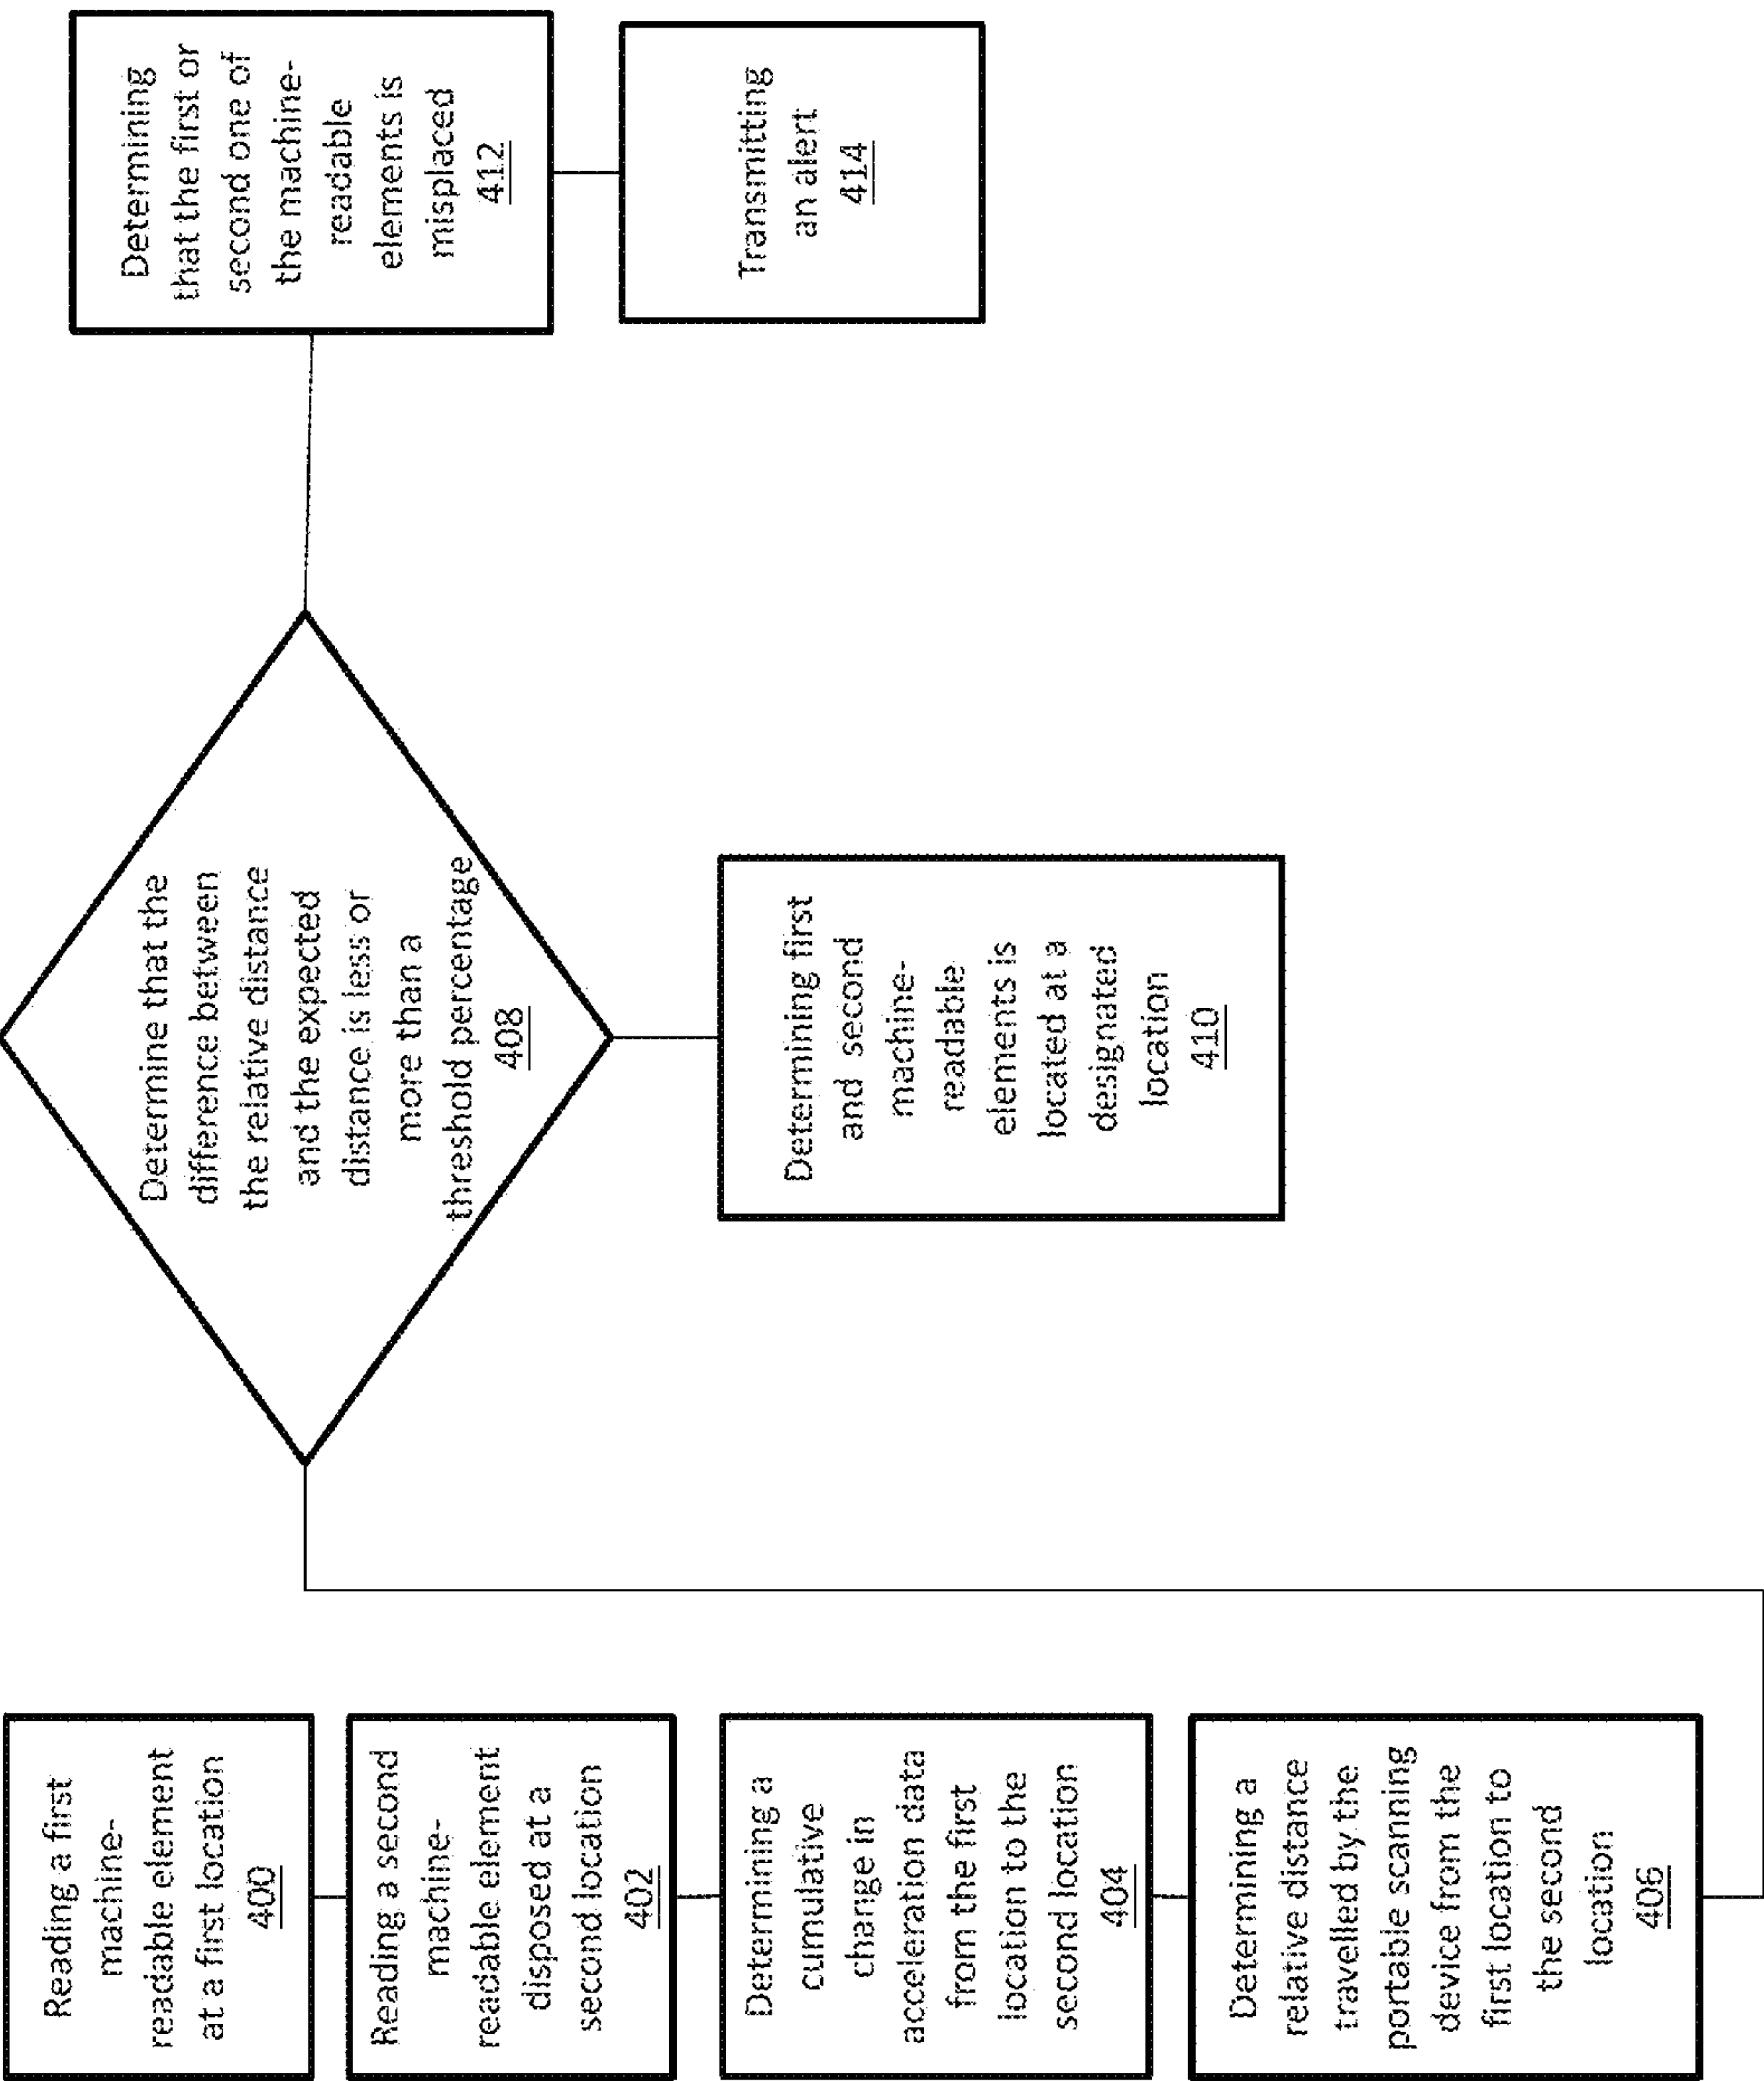 Reading a first
machine-
readable element
at a first location
400
Reading a second
machine-
readable element
disposed at a
second location
402
Determining a
cumulative
change in
acceleration data
from the first
location to the
second location
404
Determining a
relative distance
travelled by the
portable scanning
device from the
first location to
the second
location
406
Determine that the
difference between
the relative distance
and the expected
distance is less or
more than a
threshold percentage
408
Determining first
and second
machine-
readable
elements is
located at a
designated
location
410
Determining
that the first or
second one of
the machine-
readable
elements is
misplaced
412
Transmitting
an alert
414